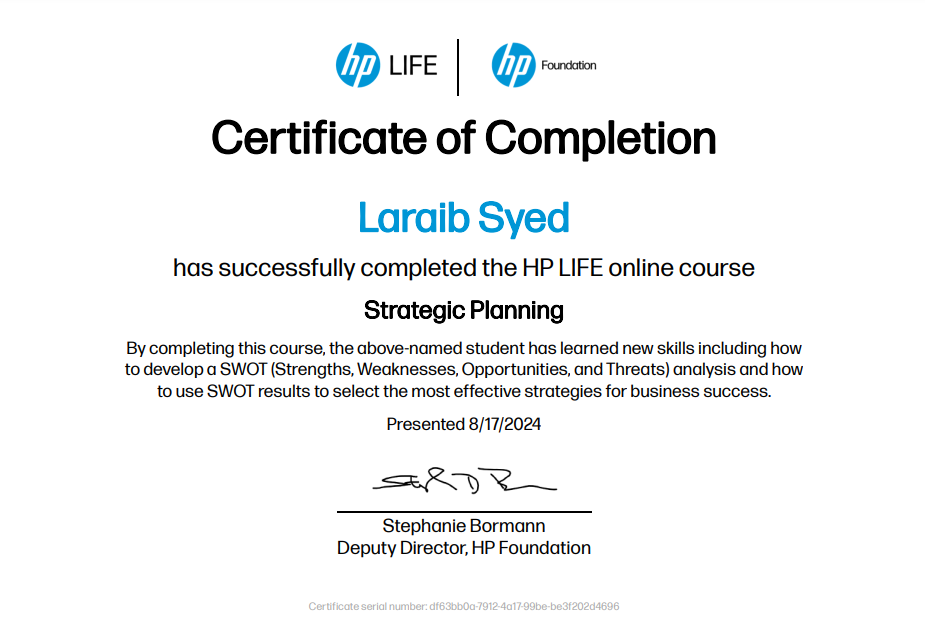 hp LIFE
hp Foundation
Certificate of Completion
Laraib Syed
has successfully completed the HP LIFE online course
Strategic Planning
By completing this course, the above-named student has learned new skills including how
to develop a SWOT (Strengths, Weaknesses, Opportunities, and Threats) analysis and how
to use SWOT results to select the most effective strategies for business success.
Presented 8/17/2024
Stephanie Bormann
Deputy Director, HP Foundation
Certificate serial number: df63bb0a-7912-4a17-99be-be3f202d4696